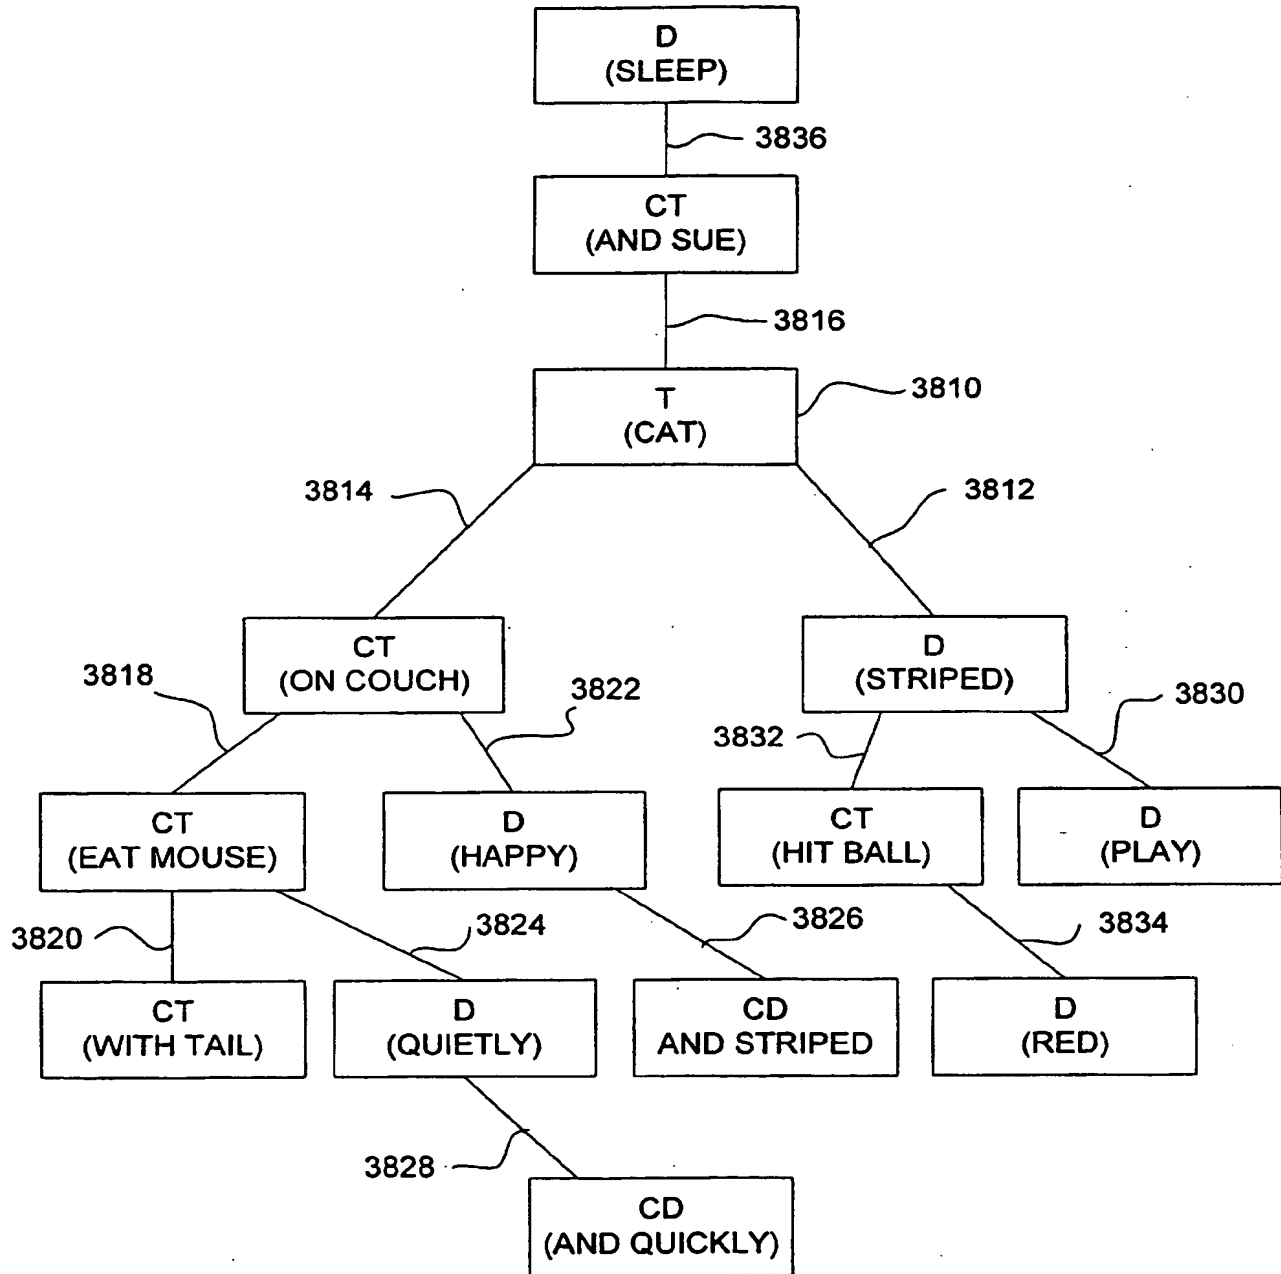 D
(SLEEP)
3836
CT
(AND SUE)
3816
T
(CAT)
3810
3814
3812
CT
(ON COUCH)
D
(STRIPED)
3818
3822
3832
3830
CT
(EAT MOUSE)
D
(HAPPY)
CT
(HIT BALL)
D
(PLAY)
3820
3824
3826
3834
CT
(WITH TAIL)
D
(QUIETLY)
CD
AND STRIPED
D
(RED)
3828
CD
(AND QUICKLY)